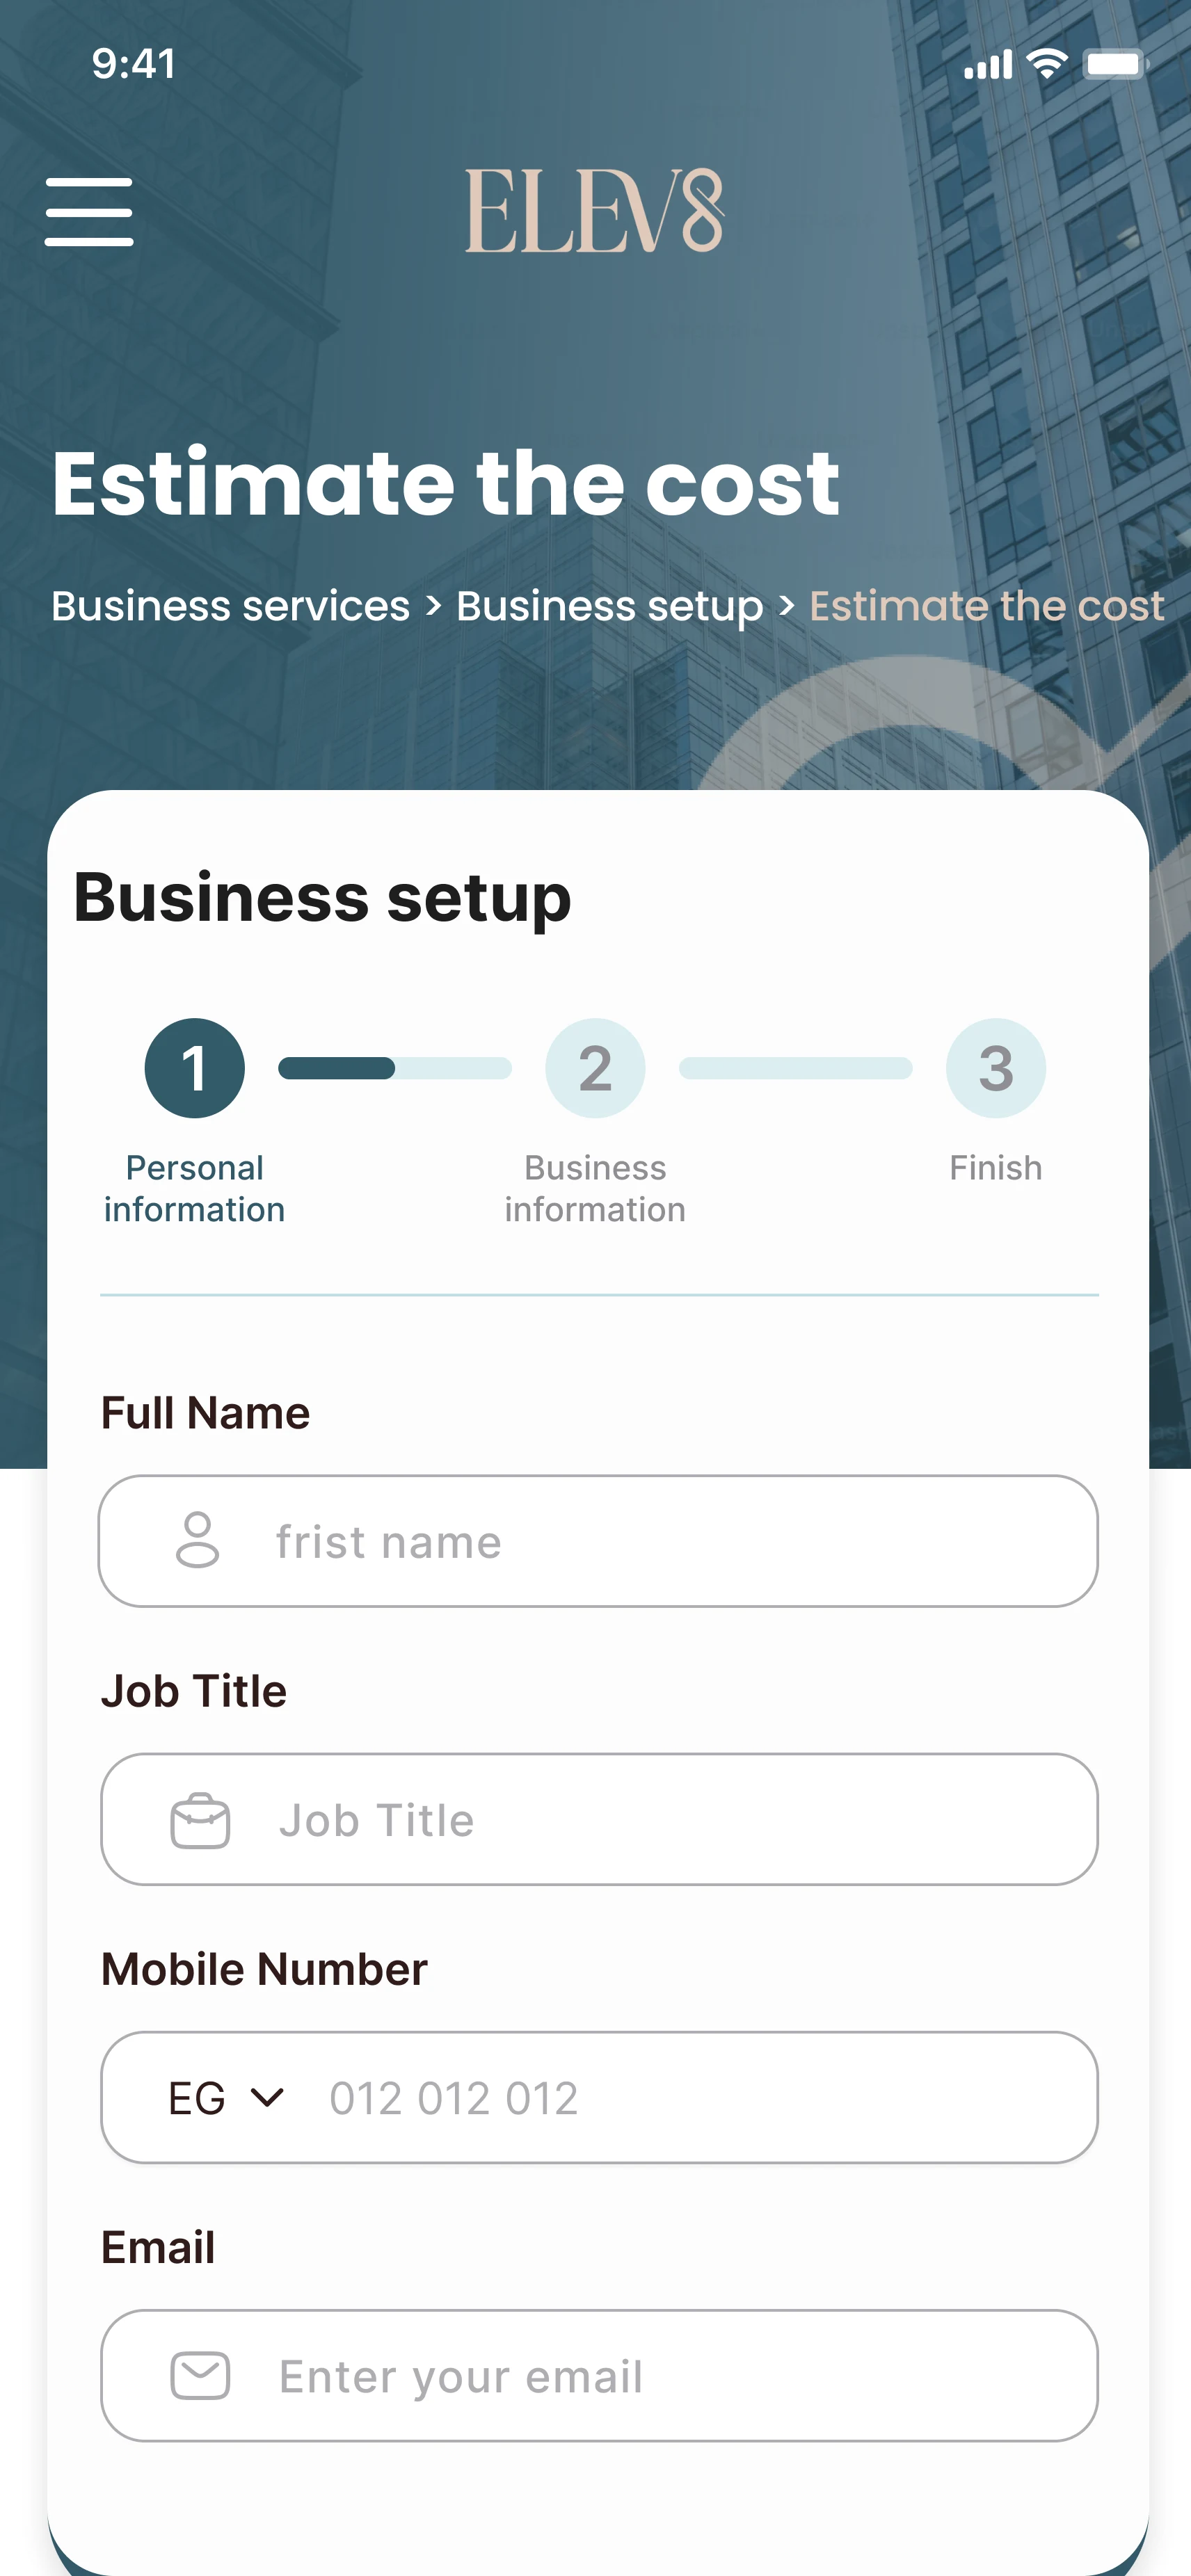 9:41
ELEV8
Estimate the cost
Business services > Business setup > Estimate the cost
Business setup
1 2 3
Personal information
Business information
Finish
Full Name
frist name
Job Title
Job Title
Mobile Number
EG 012 012 012
Email
Enter your email